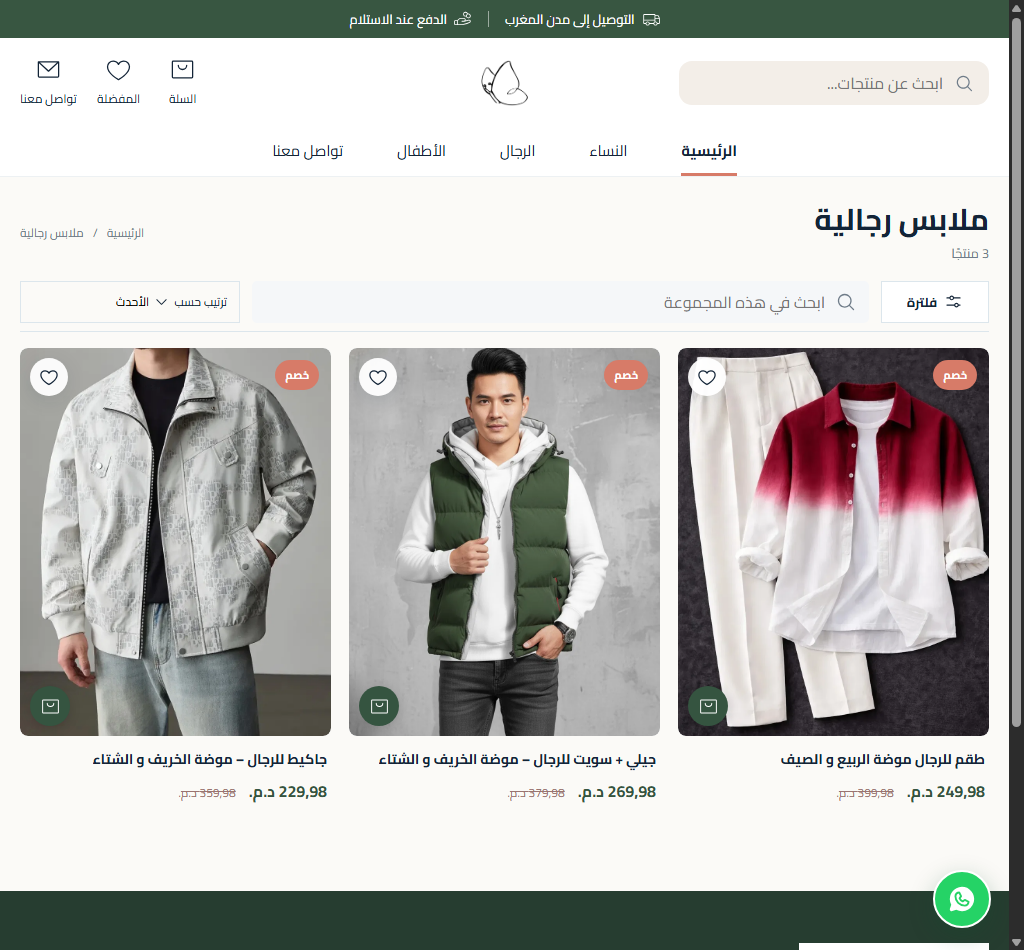 التوصيل إلى مدن المغرب
الدفع عند الاستلام
ابحث عن منتجات...
السلة
المفضلة
تواصل معنا
الرئيسية
النساء
الرجال
الأطفال
تواصل معنا
ملابس رجالية
3 منتجًا
الرئيسية / ملابس رجالية
فلترة
ابحث في هذه المجموعة
ترتيب حسب الأحدث
خصم
خصم
خصم
طقم للرجال موضة الربيع و الصيف
249,98 د.م. 399,98 د.م.
جيلي + سويت للرجال – موضة الخريف و الشتاء
269,98 د.م. 379,98 د.م.
جاكيط للرجال – موضة الخريف و الشتاء
229,98 د.م. 359,98 د.م.